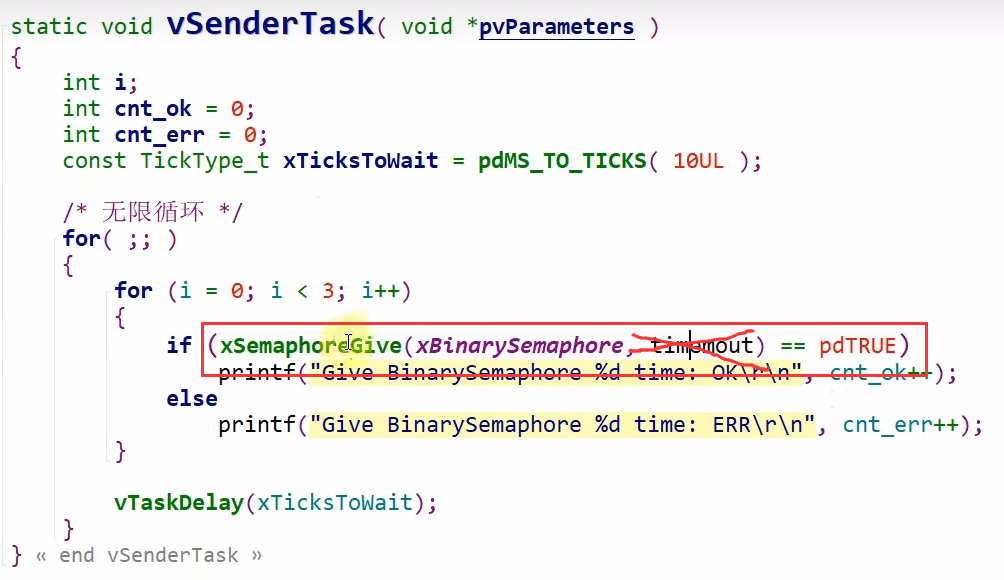 static void vSenderTask( void *pvParameters )
{
int i;
int cnt_ok = 0;
int cnt_err = 0;
const TickType_t xTicksToWait = pdMS_TO_TICKS( 10UL );
/* 无限循环 */
for( ;; )
{
for (i = 0; i < 3; i++)
{
if (xSemaphoreGive(xBinarySemaphore, timemout) == pdTRUE)
printf("Give BinarySemaphore %d time: OK\r\n", cnt_ok++);
else
printf("Give BinarySemaphore %d time: ERR\r\n", cnt_err++);
}
vTaskDelay(xTicksToWait);
}
} « end vSenderTask »